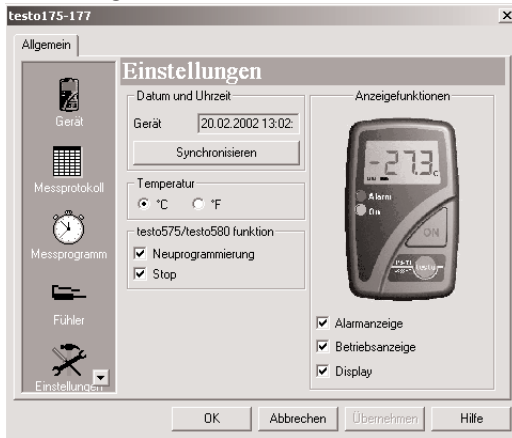 testo175-177
Allgemein
Gerät
Messprotokoll
Messprogramm
Fühler
Einstellungen
Einstellungen
Datum und Uhrzeit
Gerät
20.02.2002 13:02:
Synchronisieren
Temperatur
°C
°F
testo575/testo580 funktion
Neuprogrammierung
Stop
Anzeigefunktionen
-27.3
°C
Alarm
On
ON
testo
Alarmanzeige
Betriebsanzeige
Display
OK
Abbrechen
Übernehmen
Hilfe